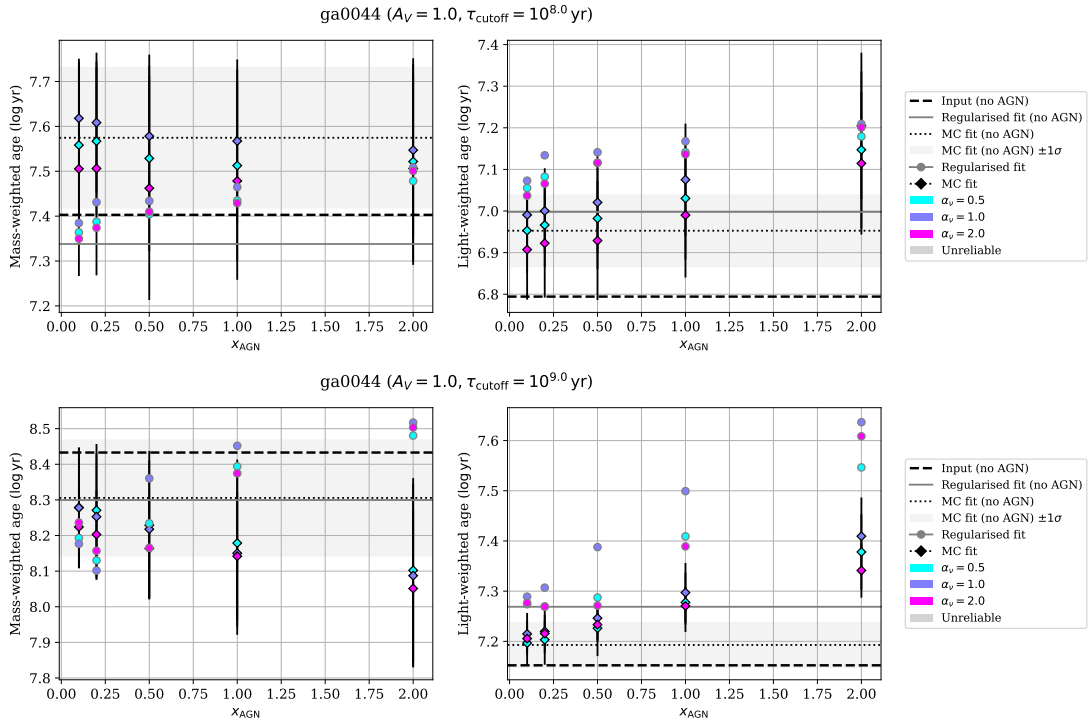 ga0044 (A_V = 1.0, τ_cutoff = 10^8.0 yr)
Mass-weighted age (log yr)
7.7
7.6
7.5
7.4
7.3
7.2
0.00 0.25 0.50 0.75 1.00 1.25 1.50 1.75 2.00
x_AGN
Light-weighted age (log yr)
7.4
7.3
7.2
7.1
7.0
6.9
6.8
0.00 0.25 0.50 0.75 1.00 1.25 1.50 1.75 2.00
x_AGN
Input (no AGN)
Regularised fit (no AGN)
MC fit (no AGN)
MC fit (no AGN) ±1σ
Regularised fit
MC fit
α_ν = 0.5
α_ν = 1.0
α_ν = 2.0
Unreliable
ga0044 (A_V = 1.0, τ_cutoff = 10^9.0 yr)
Mass-weighted age (log yr)
8.5
8.4
8.3
8.2
8.1
8.0
7.9
7.8
0.00 0.25 0.50 0.75 1.00 1.25 1.50 1.75 2.00
x_AGN
Light-weighted age (log yr)
7.6
7.5
7.4
7.3
7.2
0.00 0.25 0.50 0.75 1.00 1.25 1.50 1.75 2.00
x_AGN
Input (no AGN)
Regularised fit (no AGN)
MC fit (no AGN)
MC fit (no AGN) ±1σ
Regularised fit
MC fit
α_ν = 0.5
α_ν = 1.0
α_ν = 2.0
Unreliable